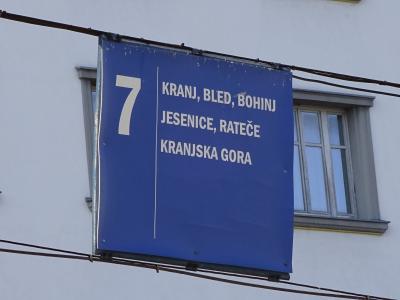 7
KRANJ, BLED, BOHINJ
JESENICE, RATEČE
KRANJSKA GORA